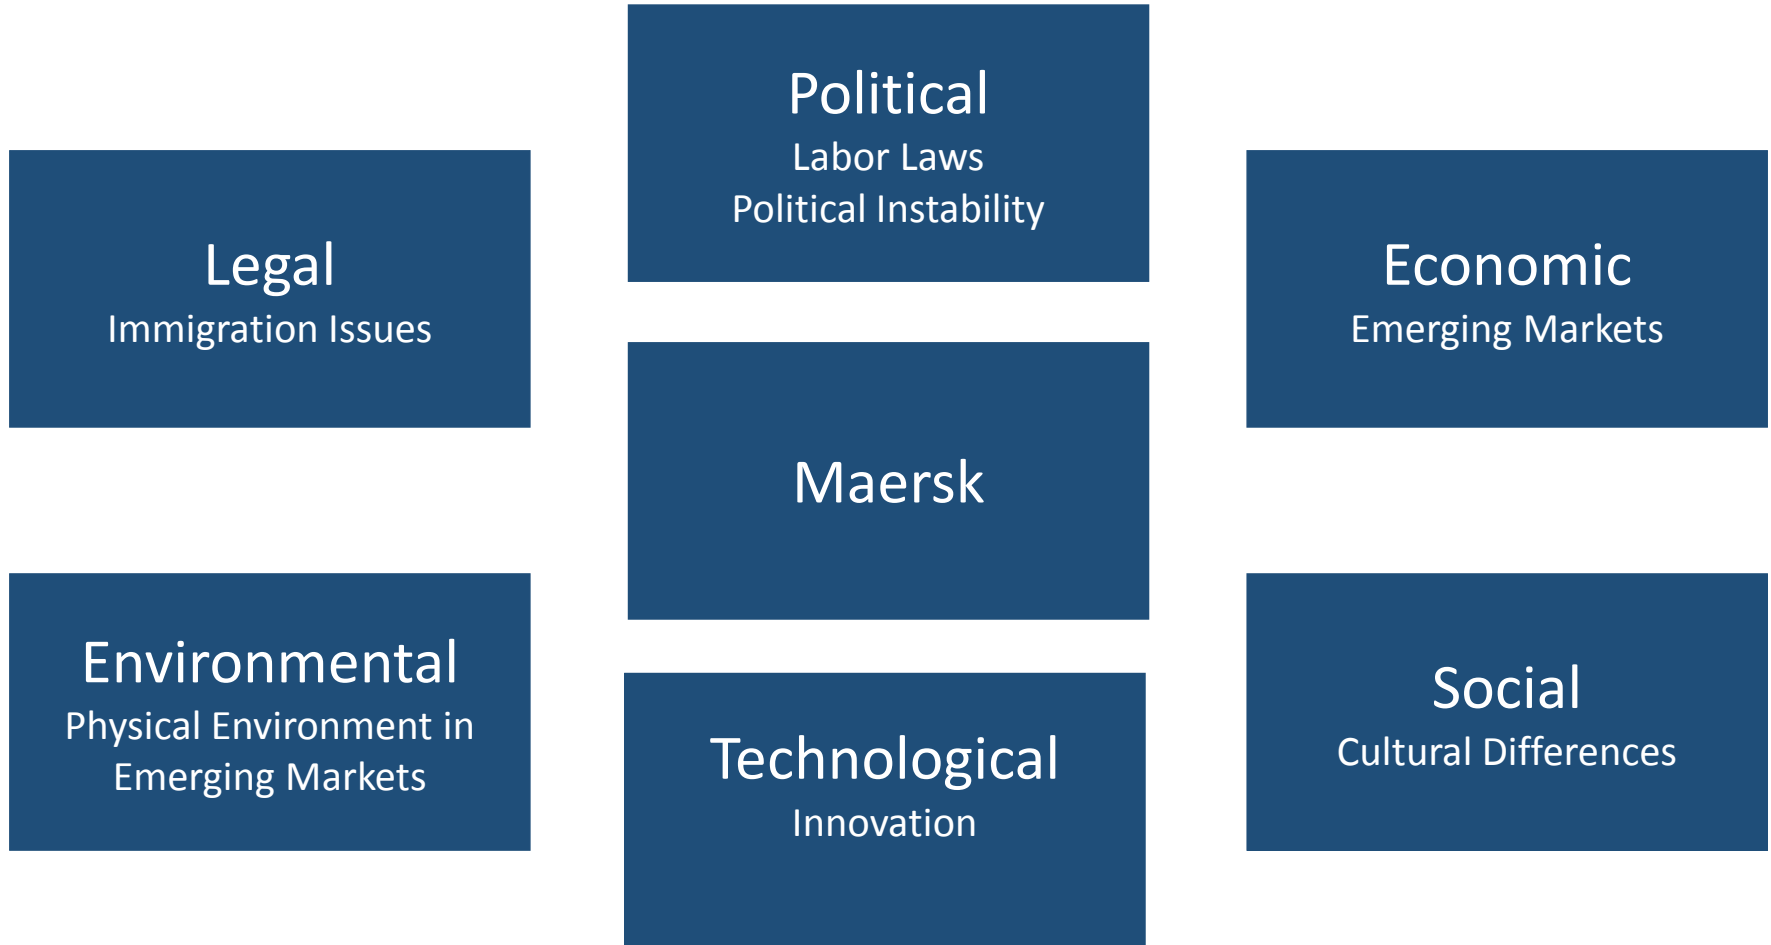 Political
Labor Laws
Political Instability
Legal
Immigration Issues
Economic
Emerging Markets
Maersk
Environmental
Physical Environment in
Emerging Markets
Technological
Innovation
Social
Cultural Differences